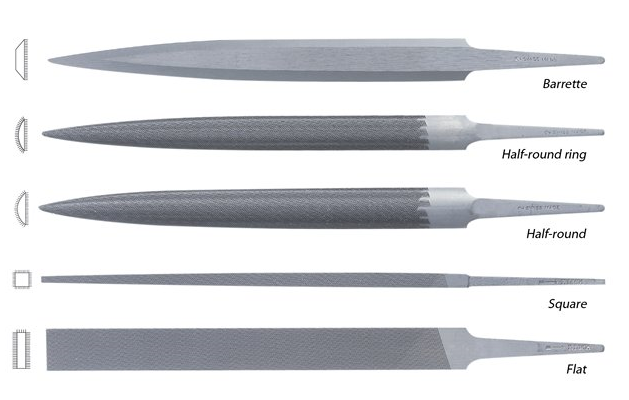 Barrette
Half-round ring
Half-round
Square
Flat